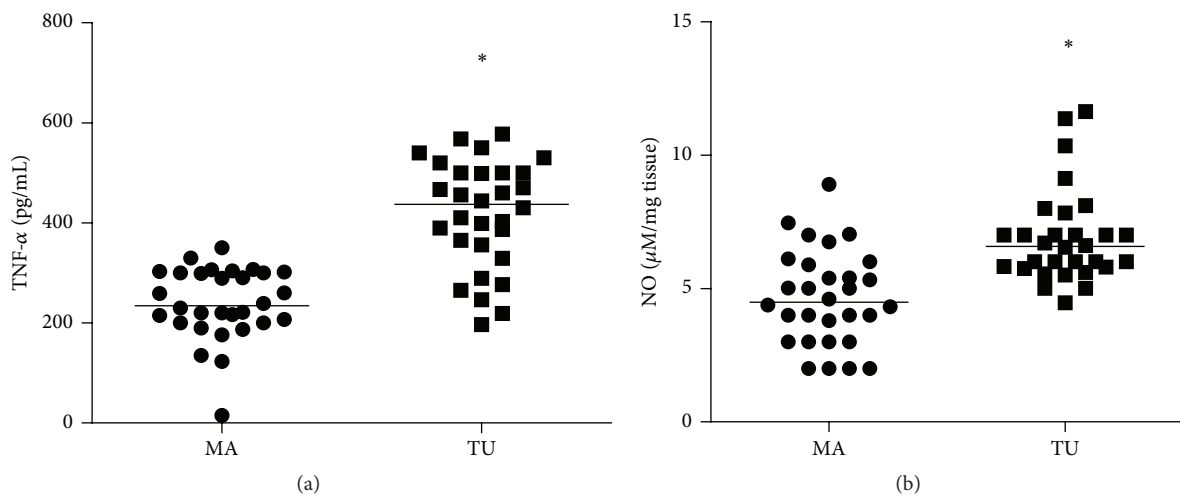 800
600
400
200
0
TNF-α (pg/mL)
*
MA
TU
(a)
15
10
5
0
NO (μM/mg tissue)
*
MA
TU
(b)